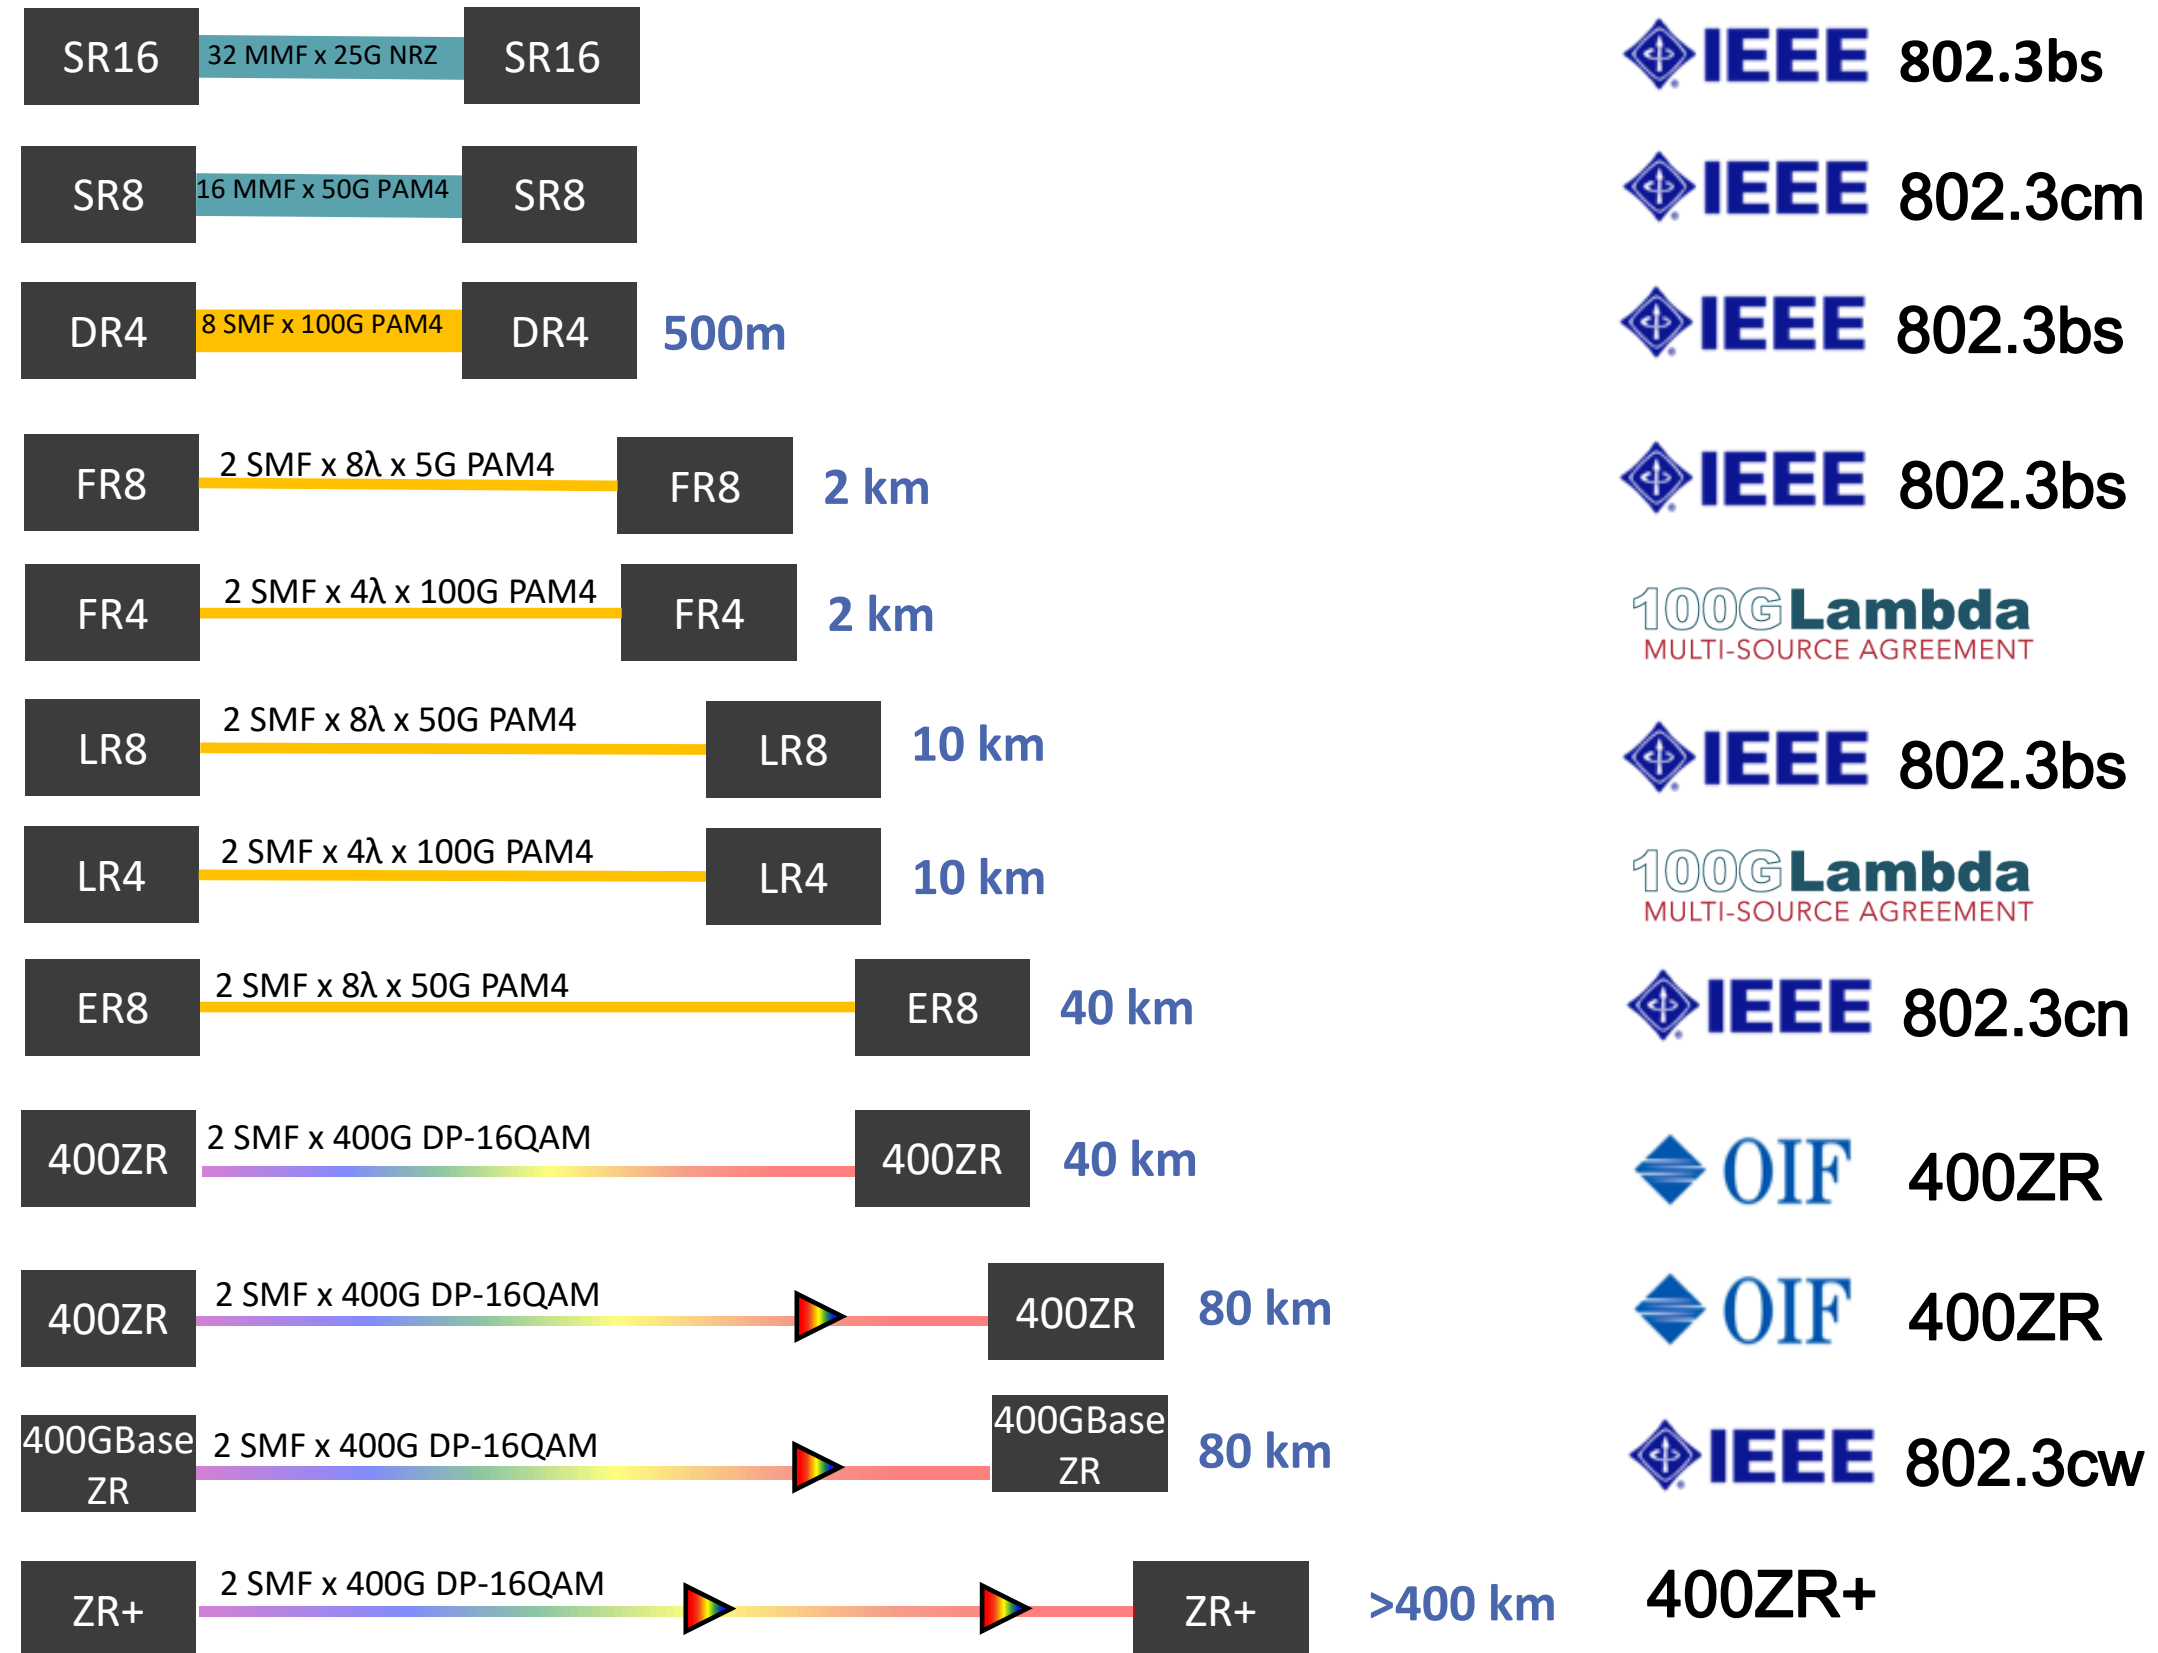 SR16 32 MMF x 25G NRZ SR16 IEEE 802.3bs
SR8 16 MMF x 50G PAM4 SR8 IEEE 802.3cm
DR4 8 SMF x 100G PAM4 DR4 500m IEEE 802.3bs
FR8 2 SMF x 8λ x 5G PAM4 FR8 2 km IEEE 802.3bs
FR4 2 SMF x 4λ x 100G PAM4 FR4 2 km 100G Lambda
MULTI-SOURCE AGREEMENT
LR8 2 SMF x 8λ x 50G PAM4 LR8 10 km IEEE 802.3bs
LR4 2 SMF x 4λ x 100G PAM4 LR4 10 km 100G Lambda
MULTI-SOURCE AGREEMENT
ER8 2 SMF x 8λ x 50G PAM4 ER8 40 km IEEE 802.3cn
400ZR 2 SMF x 400G DP-16QAM 400ZR 40 km OIF 400ZR
400ZR 2 SMF x 400G DP-16QAM 400ZR 80 km OIF 400ZR
400GBase 2 SMF x 400G DP-16QAM 400GBase 80 km IEEE 802.3cw
ZR ZR
ZR+ 2 SMF x 400G DP-16QAM ZR+ >400 km 400ZR+